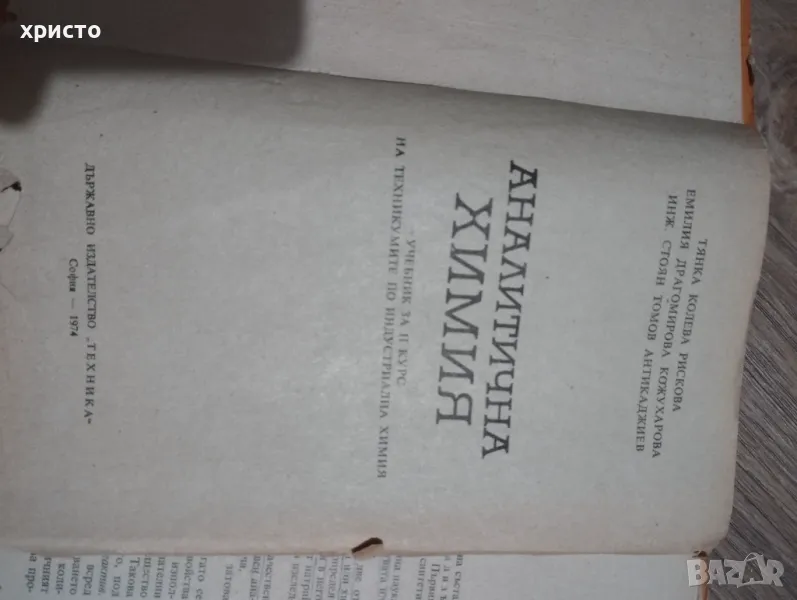 христо
ТЯНКА КОЛЕВА РИСКОВА
ЕМИЛИЯ ДРАГОМИРОВА КОЖУХАРОВА
ИНЖ. СТОЯН ТОМОВ АНТИКАДЖИЕВ
АНАЛИТИЧНА
ХИМИЯ
УЧЕБНИК ЗА II КУРС
НА ТЕХНИКУМИТЕ ПО ИНДУСТРИАЛНА ХИМИЯ
ДЪРЖАВНО ИЗДАТЕЛСТВО „ТЕХНИКА“
София — 1974
BAZAR